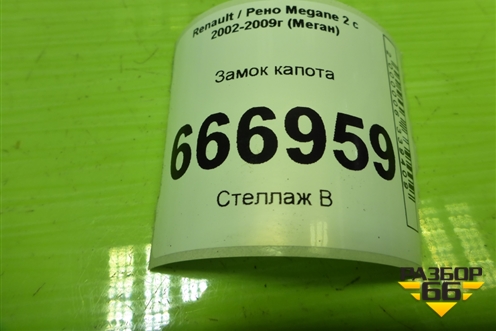 Renault / Рено Megane 2 с
2002-2009г (Меган)
Замок капота
666959
Стеллаж В
РАЗБОР
66